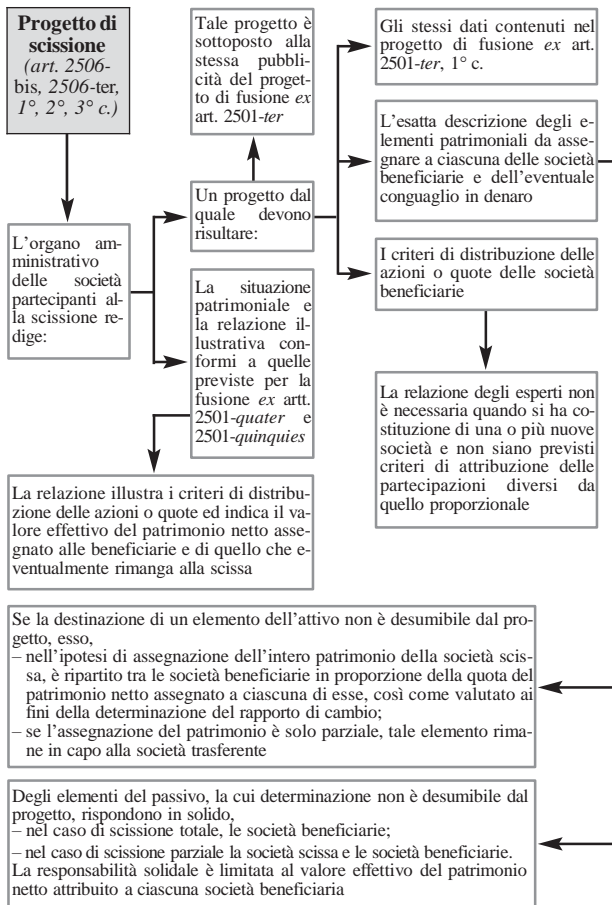 Progetto di
scissione
(art. 2506-
bis, 2506-ter,
1°, 2°, 3° c.)
L'organo am-
ministrativo
delle società
partecipanti al-
la scissione re-
dige:
Tale progetto è
sottoposto alla
stessa pubbli-
cità del proget-
to di fusione ex
art. 2501-ter
Un progetto dal
quale devono
risultare:
La situazione
patrimoniale e
la relazione il-
lustrativa con-
formi a quelle
previste per la
fusione ex artt.
2501-quater e
2501-quinquies
Gli stessi dati contenuti nel
progetto di fusione ex art.
2501-ter, 1° c.
L'esatta descrizione degli e-
lementi patrimoniali da asse-
gnare a ciascuna delle società
beneficiarie e dell'eventuale
conguaglio in denaro
I criteri di distribuzione delle
azioni o quote delle società
beneficiarie
La relazione degli esperti non
è necessaria quando si ha co-
stituzione di una o più nuove
società e non siano previsti
criteri di attribuzione delle
partecipazioni diversi da
quello proporzionale
La relazione illustra i criteri di distribu-
zione delle azioni o quote ed indica il va-
lore effettivo del patrimonio netto asse-
gnato alle beneficiarie e di quello che e-
ventualmente rimanga alla scissa
Se la destinazione di un elemento dell'attivo non è desumibile dal pro-
getto, esso,
– nell'ipotesi di assegnazione dell'intero patrimonio della società scis-
sa, è ripartito tra le società beneficiarie in proporzione della quota del
patrimonio netto assegnato a ciascuna di esse, così come valutato ai
fini della determinazione del rapporto di cambio;
– se l'assegnazione del patrimonio è solo parziale, tale elemento rima-
ne in capo alla società trasferente
Degli elementi del passivo, la cui determinazione non è desumibile dal
progetto, rispondono in solido,
– nel caso di scissione totale, le società beneficiarie;
– nel caso di scissione parziale la società scissa e le società beneficiarie.
La responsabilità solidale è limitata al valore effettivo del patrimonio
netto attribuito a ciascuna società beneficiaria